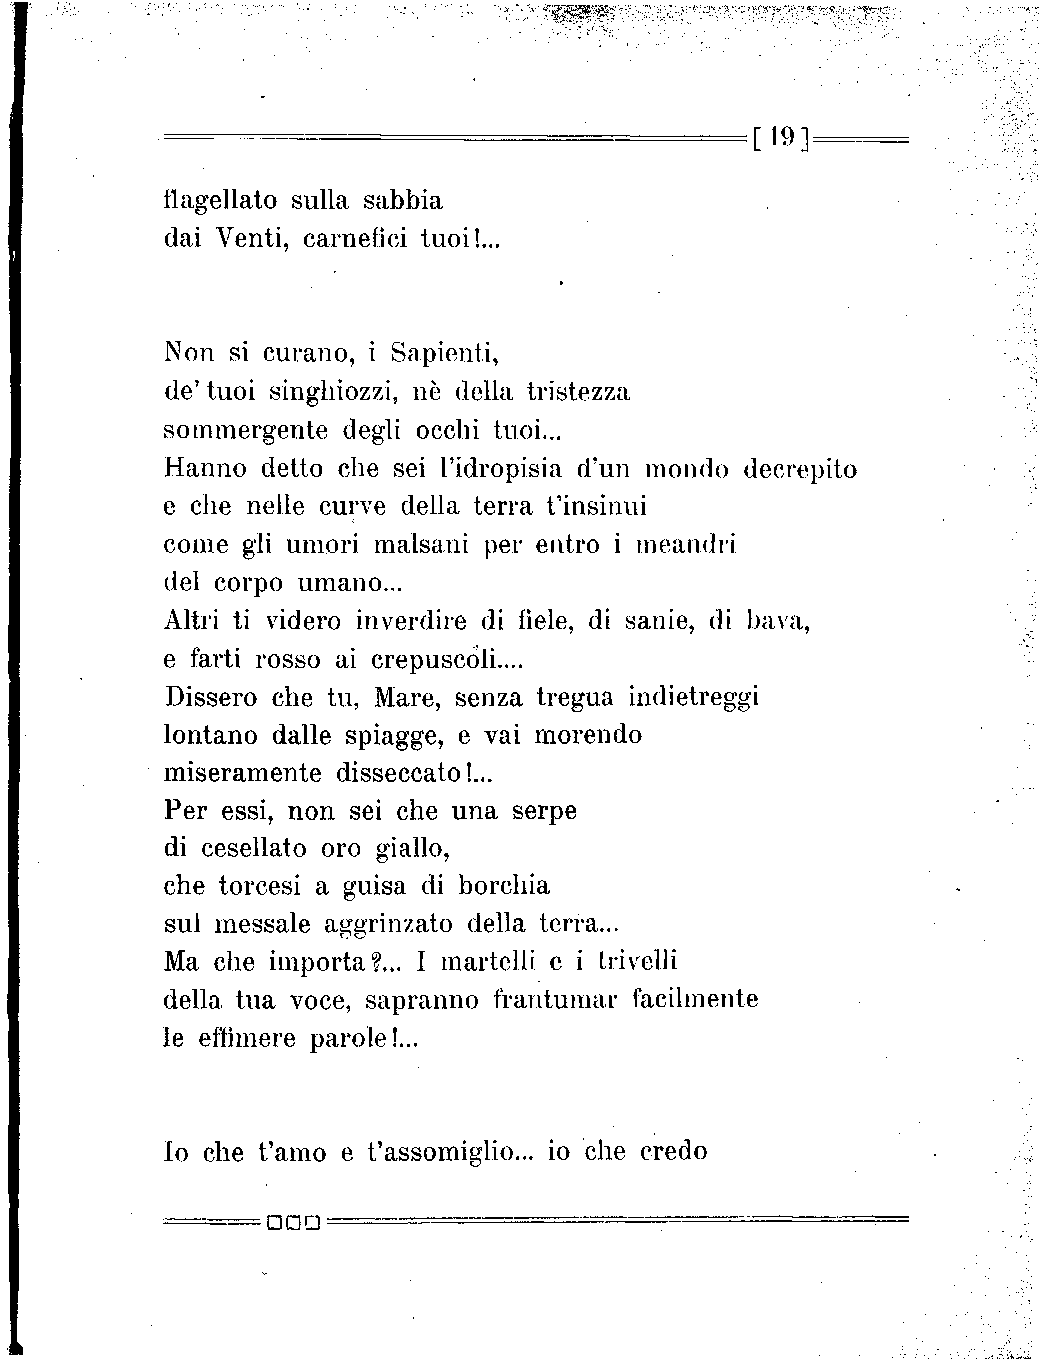 [ 19 ]
flagellato sulla sabbia
dai Venti, carnefici tuoi!...
Non si curano, i Sapienti,
de' tuoi singhiozzi, nè della tristezza
sommergente degli occhi tuoi...
Hanno detto che sei l'idropisia d'un mondo decrepito
e che nelle curve della terra t'insinui
come gli umori malsani per entro i meandri
del corpo umano...
Altri ti videro inverdire di fiele, di sanie, di bava,
e farti rosso ai crepuscoli....
Dissero che tu, Mare, senza tregua indietreggi
lontano dalle spiagge, e vai morendo
miseramente disseccato!...
Per essi, non sei che una serpe
di cesellato oro giallo,
che torcesi a guisa di borchia
sul messale aggrinzato della terra...
Ma che importa?... I martelli e i trivelli
della tua voce, sapranno frantumar facilmente
le effimere parole!...
Io che t'amo e t'assomiglio... io che credo